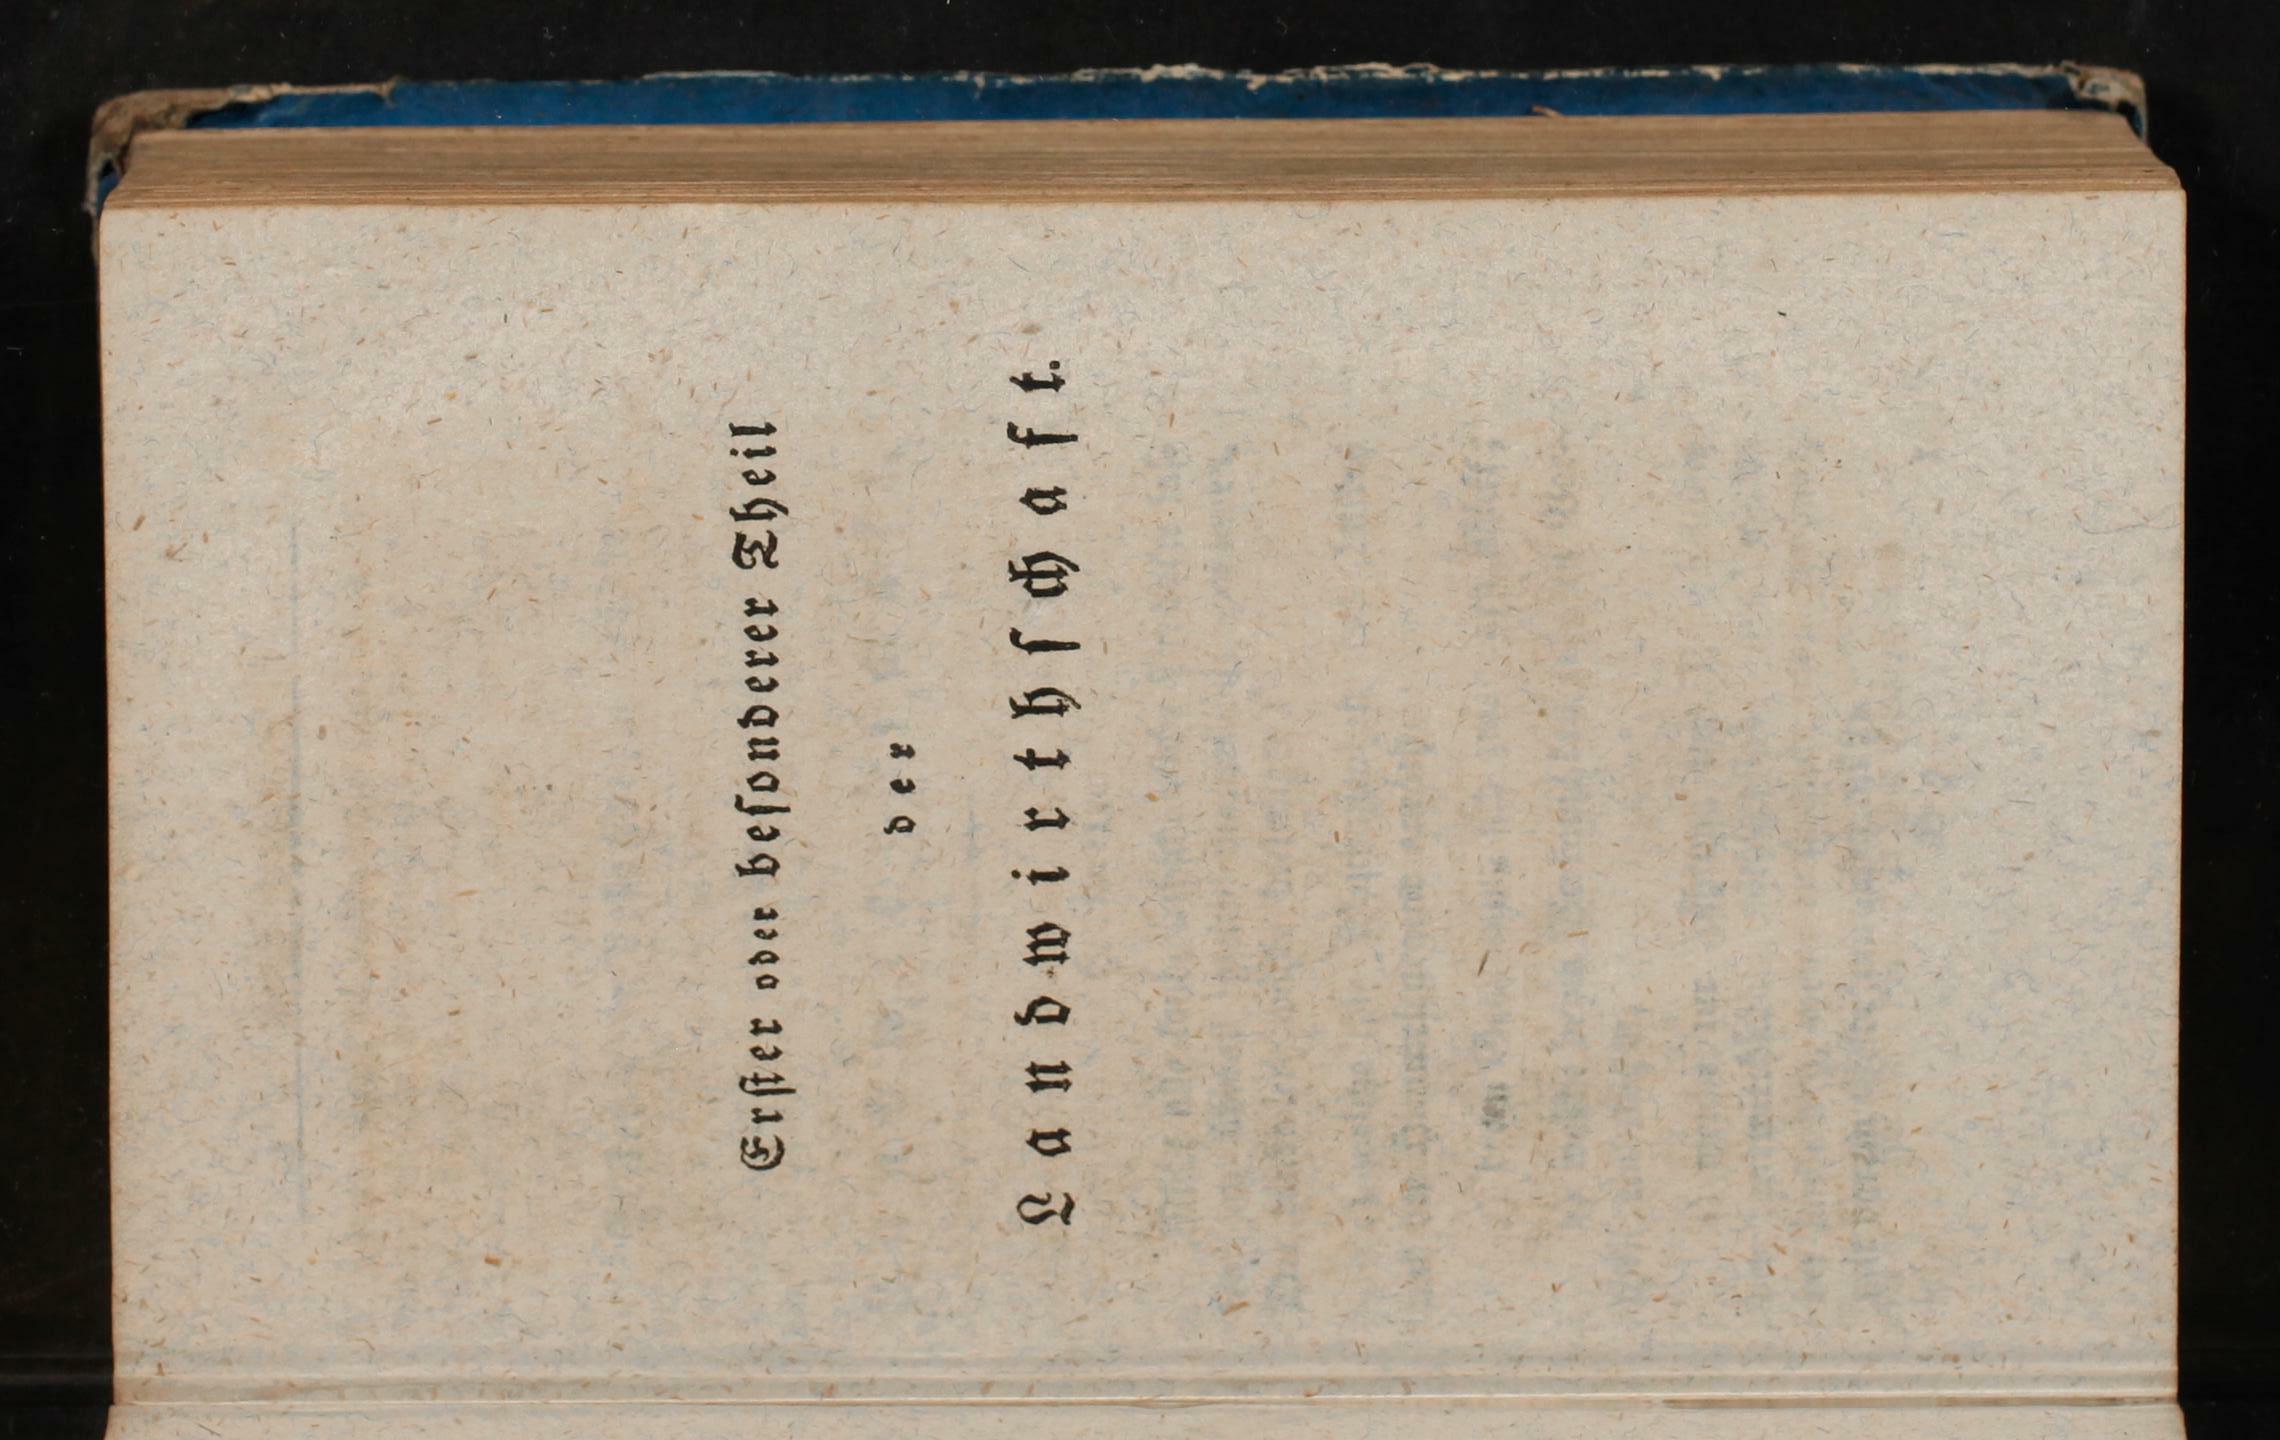 Erſter oder beſonderer Theil
der
Landwirthſchaft.